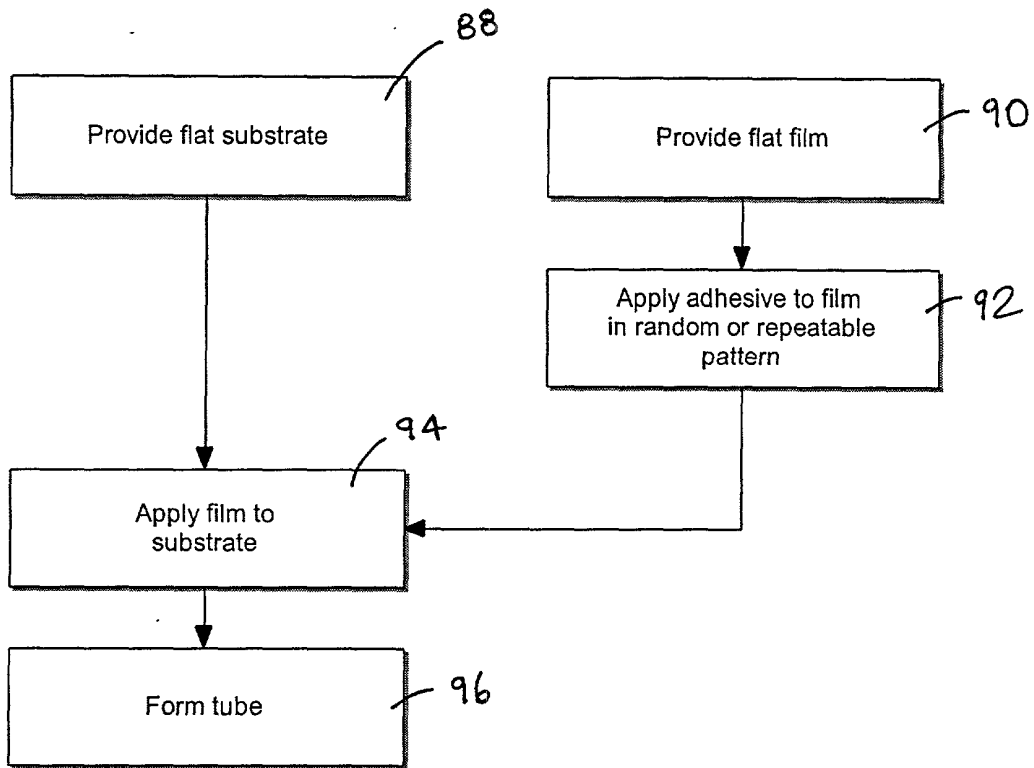 88
Provide flat substrate
90
Provide flat film
92
Apply adhesive to film
in random or repeatable
pattern
94
Apply film to
substrate
96
Form tube